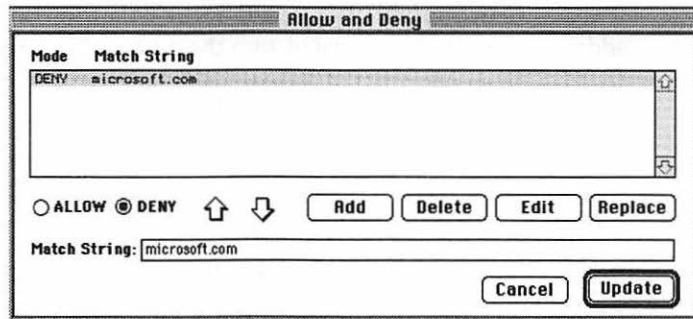 Allow and Deny
Mode Match String
DENY microsoft.com
ALLOW DENY Add Delete Edit Replace
Match String: microsoft.com
Cancel Update